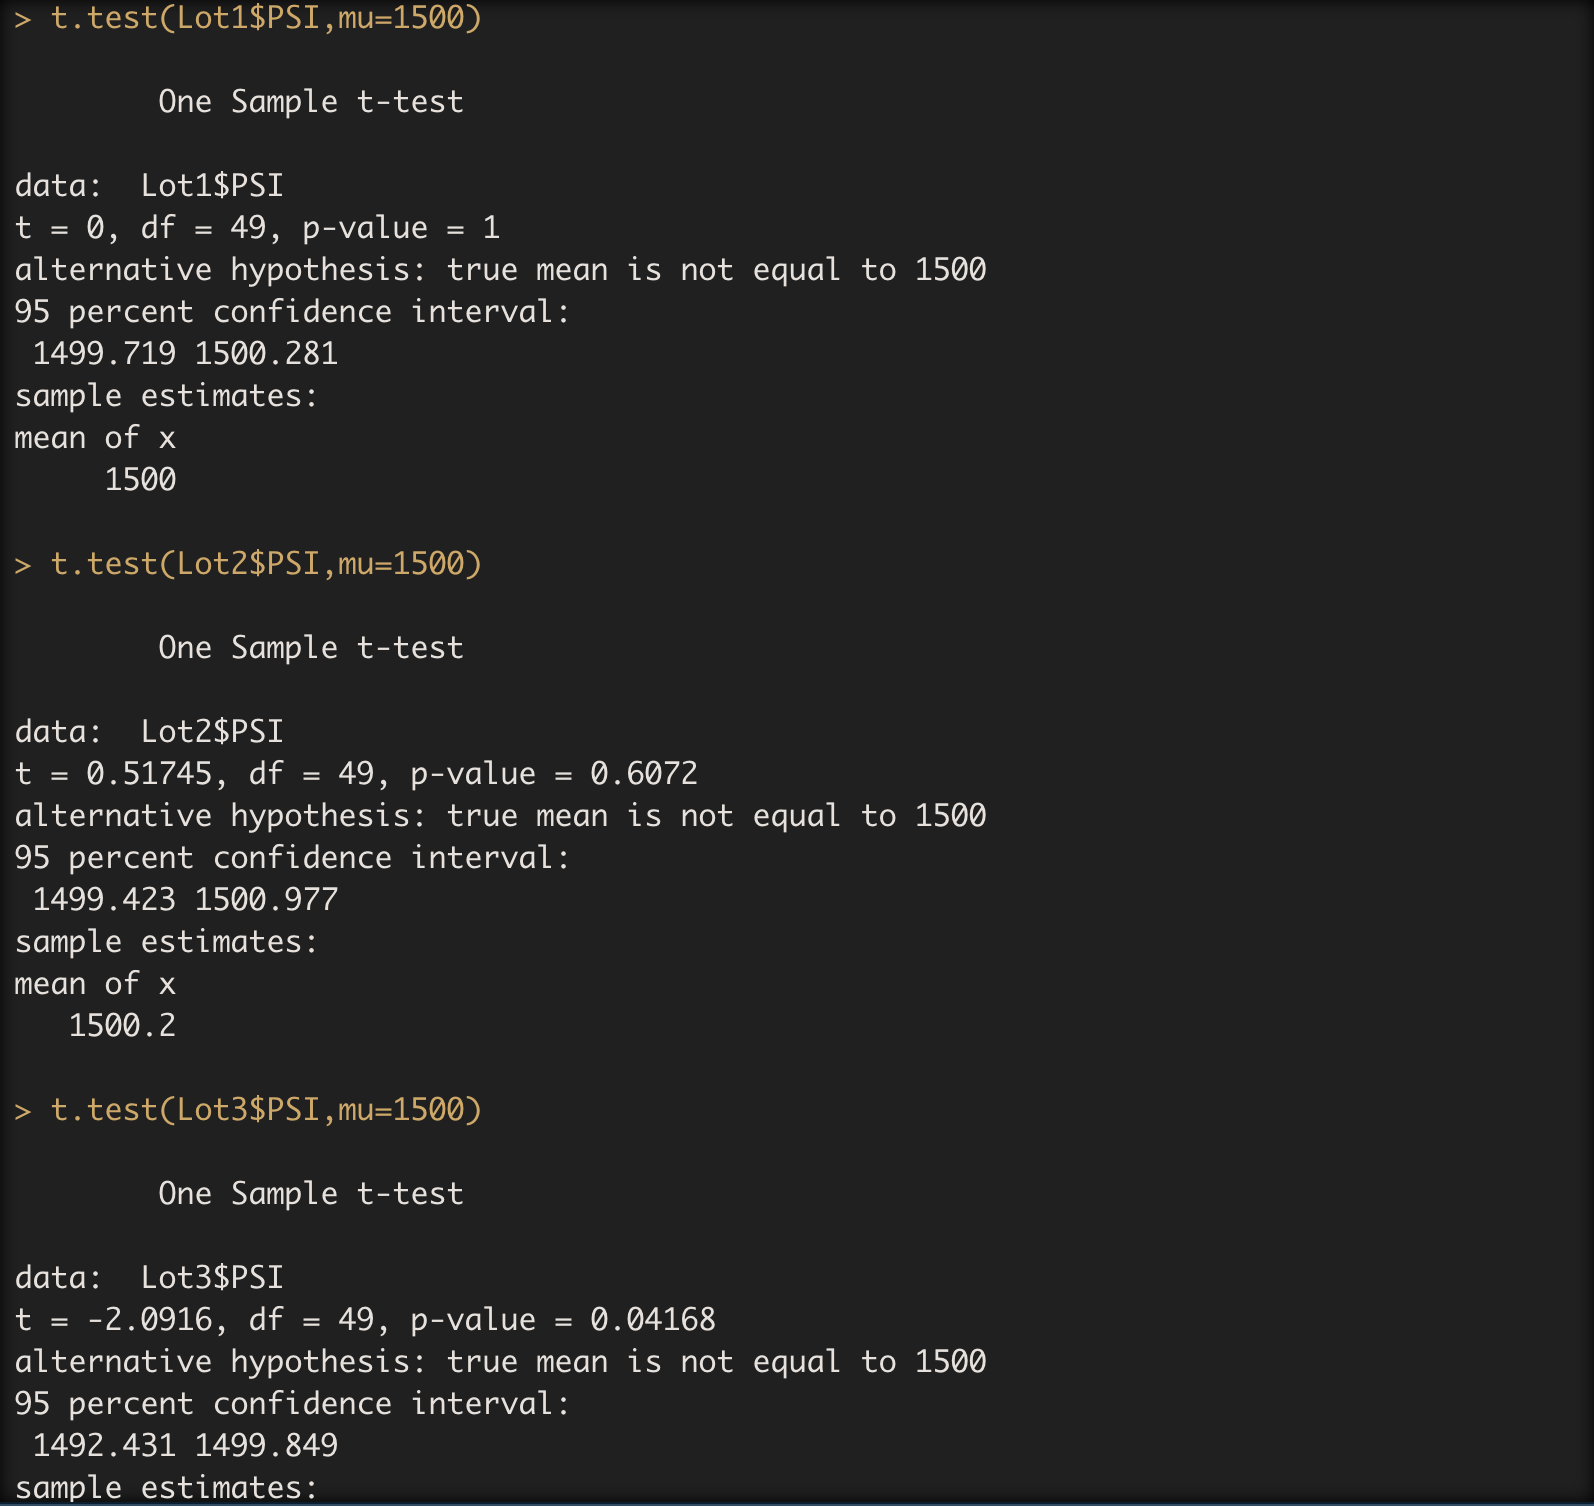 > t.test(Lot1$PSI,mu=1500)
One Sample t-test
data:  Lot1$PSI
t = 0, df = 49, p-value = 1
alternative hypothesis: true mean is not equal to 1500
95 percent confidence interval:
1499.719 1500.281
sample estimates:
mean of x
1500
> t.test(Lot2$PSI,mu=1500)
One Sample t-test
data:  Lot2$PSI
t = 0.51745, df = 49, p-value = 0.6072
alternative hypothesis: true mean is not equal to 1500
95 percent confidence interval:
1499.423 1500.977
sample estimates:
mean of x
1500.2
> t.test(Lot3$PSI,mu=1500)
One Sample t-test
data:  Lot3$PSI
t = -2.0916, df = 49, p-value = 0.04168
alternative hypothesis: true mean is not equal to 1500
95 percent confidence interval:
1492.431 1499.849
sample estimates: